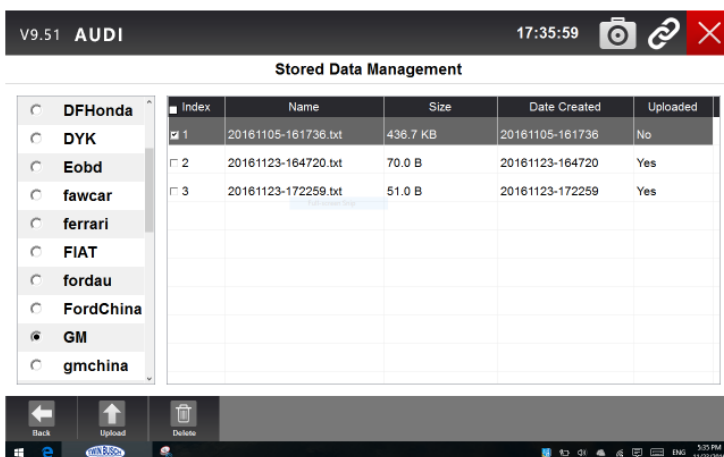 V9.51 AUDI 17:35:59
Stored Data Management
DFHonda
DYK
Eobd
fawcar
ferrari
FIAT
fordau
FordChina
GM
gmchina
Index Name Size Date Created Uploaded
1 20161105-161736.txt 436.7 KB 20161105-161736 No
2 20161123-164720.txt 70.0 B 20161123-164720 Yes
3 20161123-172259.txt 51.0 B 20161123-172259 Yes
Back Upload Delete
TWIN BUSCH
ENG 5:35 PM